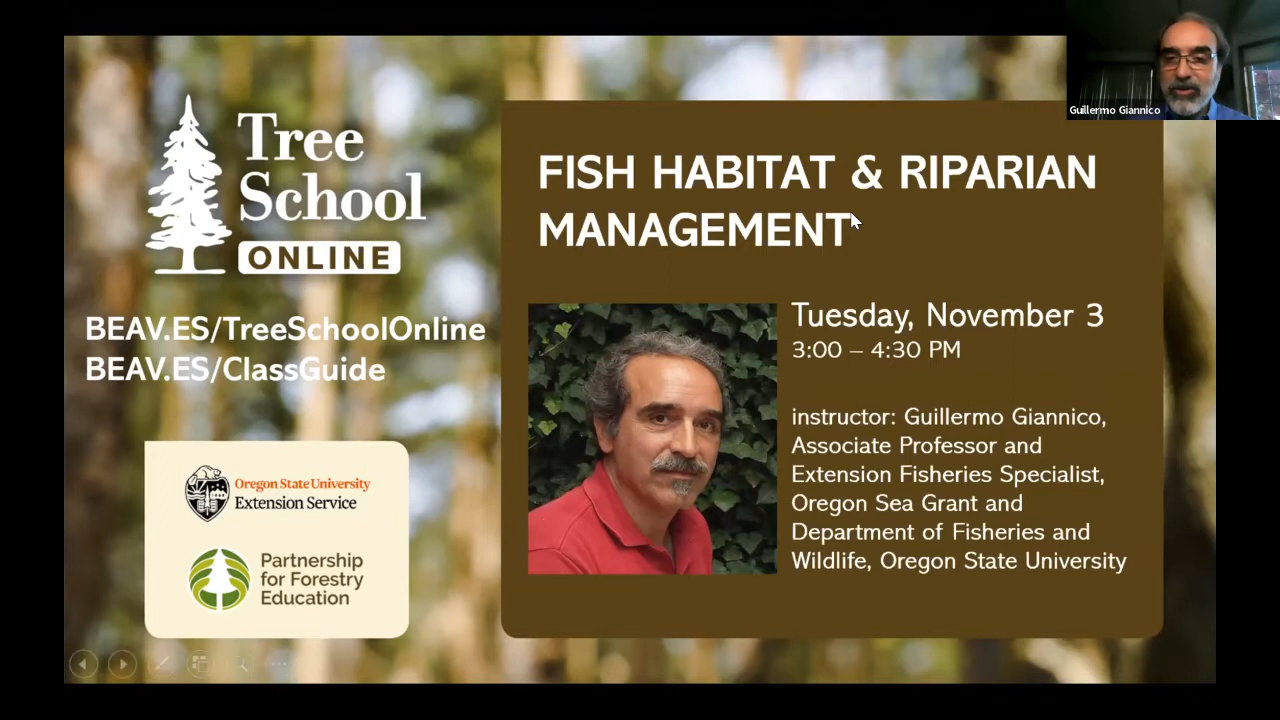 Guillermo Giannico
Tree
School
ONLINE
BEAV.ES/TreeSchoolOnline
BEAV.ES/ClassGuide
Oregon State University
Extension Service
Partnership
for Forestry
Education
FISH HABITAT & RIPARIAN
MANAGEMENT
Tuesday, November 3
3:00 – 4:30 PM
instructor: Guillermo Giannico,
Associate Professor and
Extension Fisheries Specialist,
Oregon Sea Grant and
Department of Fisheries and
Wildlife, Oregon State University